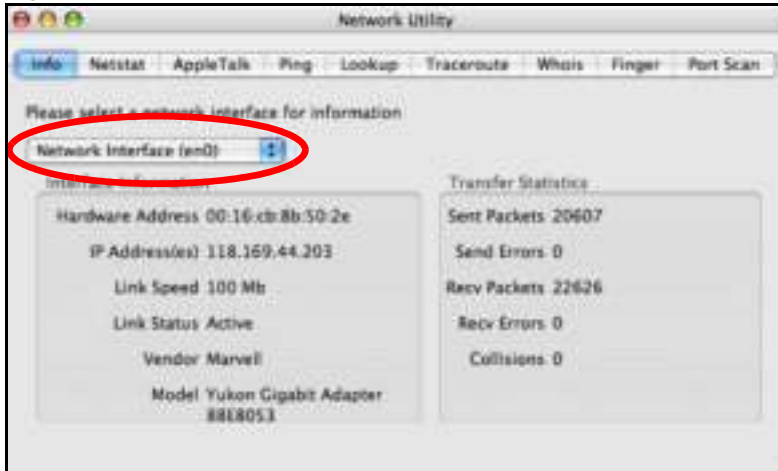 Network Utility
Info Netstat AppleTalk Ping Lookup Traceroute Whois Finger Port Scan
Please select a network interface for information
Network Interface (en0)
Interface Information
Hardware Address 00:16:cb:8b:50:2e
IP Address(es) 118.169.44.203
Link Speed 100 Mb
Link Status Active
Vendor Marvell
Model Yukon Gigabit Adapter
88E8053
Transfer Statistics
Sent Packets 20607
Send Errors 0
Recv Packets 22626
Recv Errors 0
Collisions 0